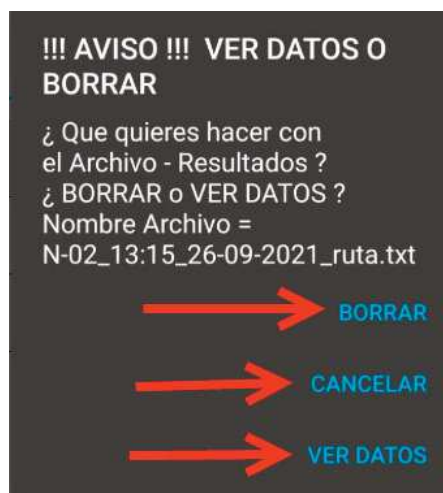 !!! AVISO !!!  VER DATOS O
BORRAR
¿ Que quieres hacer con
el Archivo - Resultados ?
¿ BORRAR o VER DATOS ?
Nombre Archivo =
N-02_13:15_26-09-2021_ruta.txt
BORRAR
CANCELAR
VER DATOS